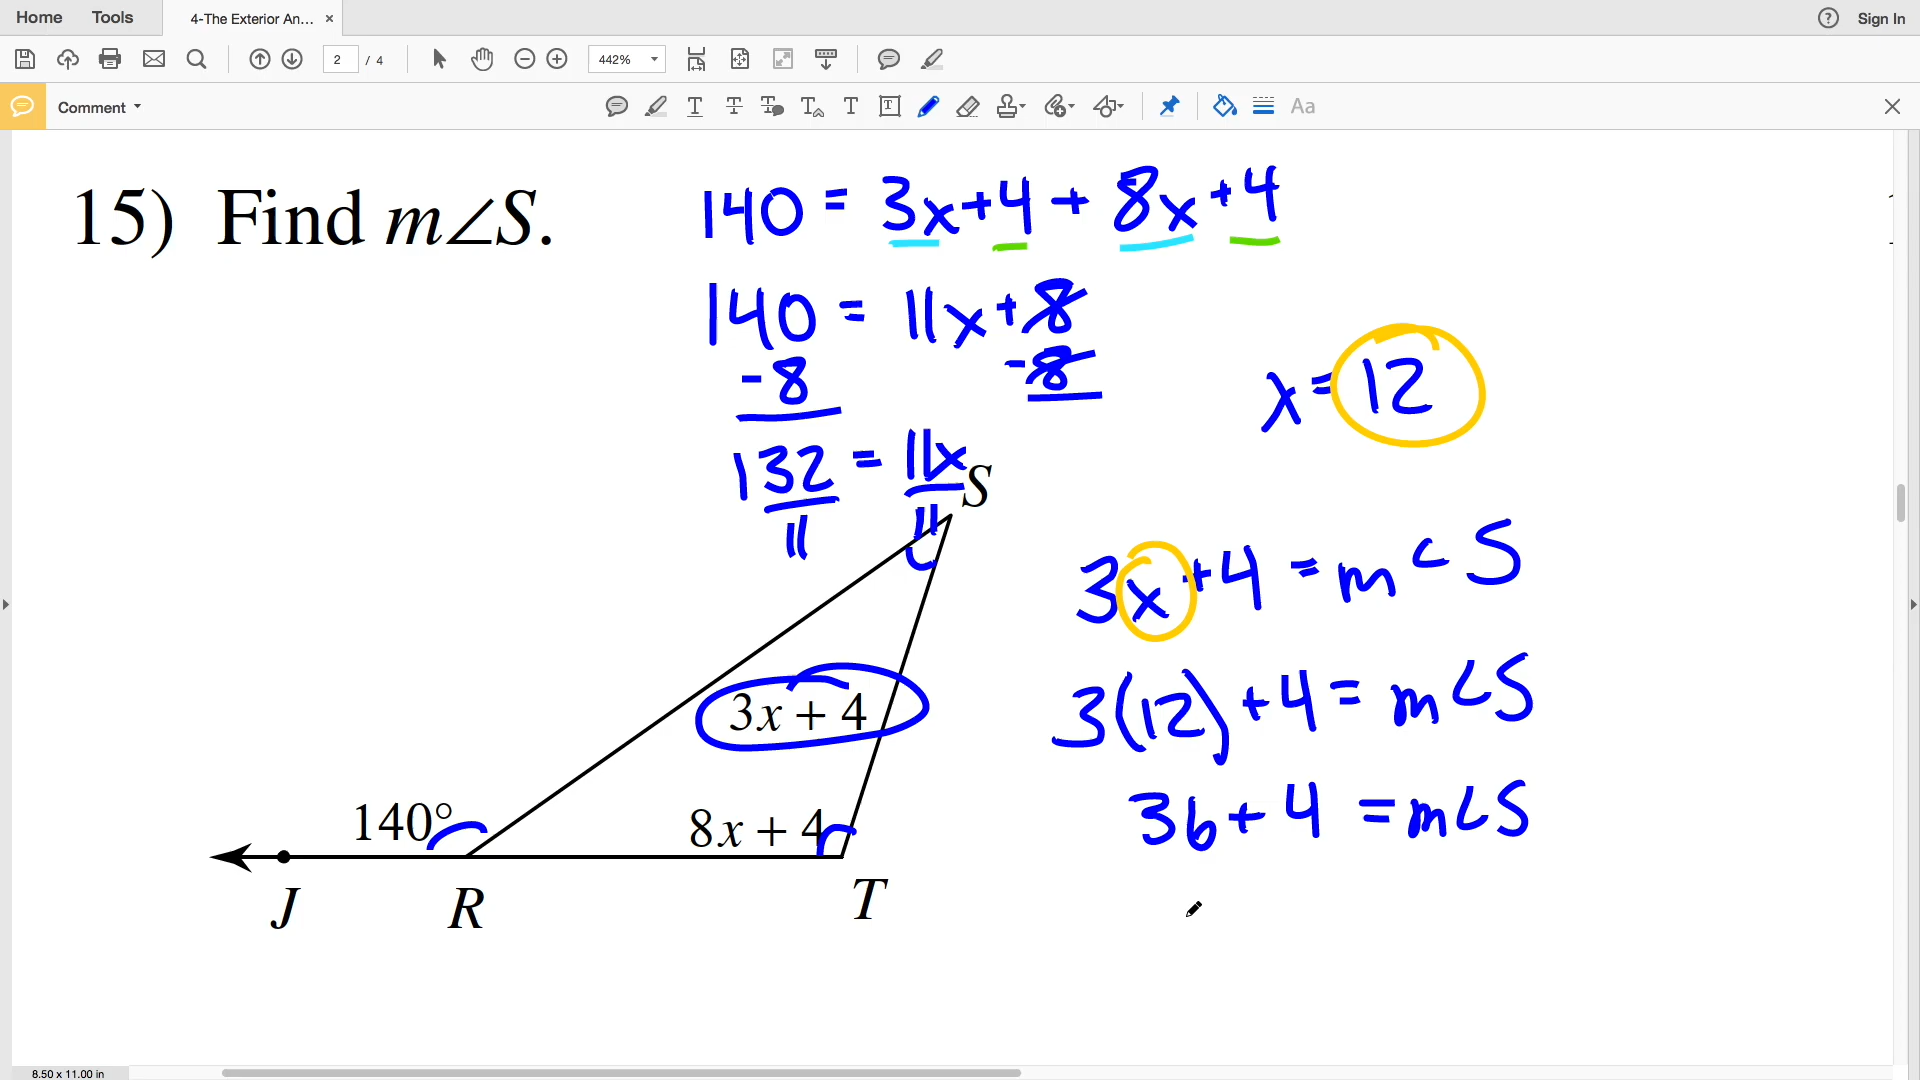 Home Tools 4-The Exterior An... × Sign In
2 / 4 442%
Comment Aa
15) Find m∠S.
140 = 3x+4 + 8x+4
140 = 11x+8
-8 -8
132 = 11x
11 11
x = 12
S
3x+4 = m<S
3(12)+4 = m∠S
36+4 = m∠S
3x + 4
140° 8x + 4
J R T
8.50 x 11.00 in